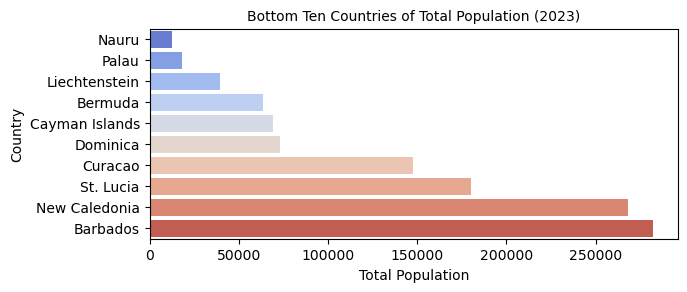 Bottom Ten Countries of Total Population (2023)
Country
Nauru
Palau
Liechtenstein
Bermuda
Cayman Islands
Dominica
Curacao
St. Lucia
New Caledonia
Barbados
0 50000 100000 150000 200000 250000
Total Population